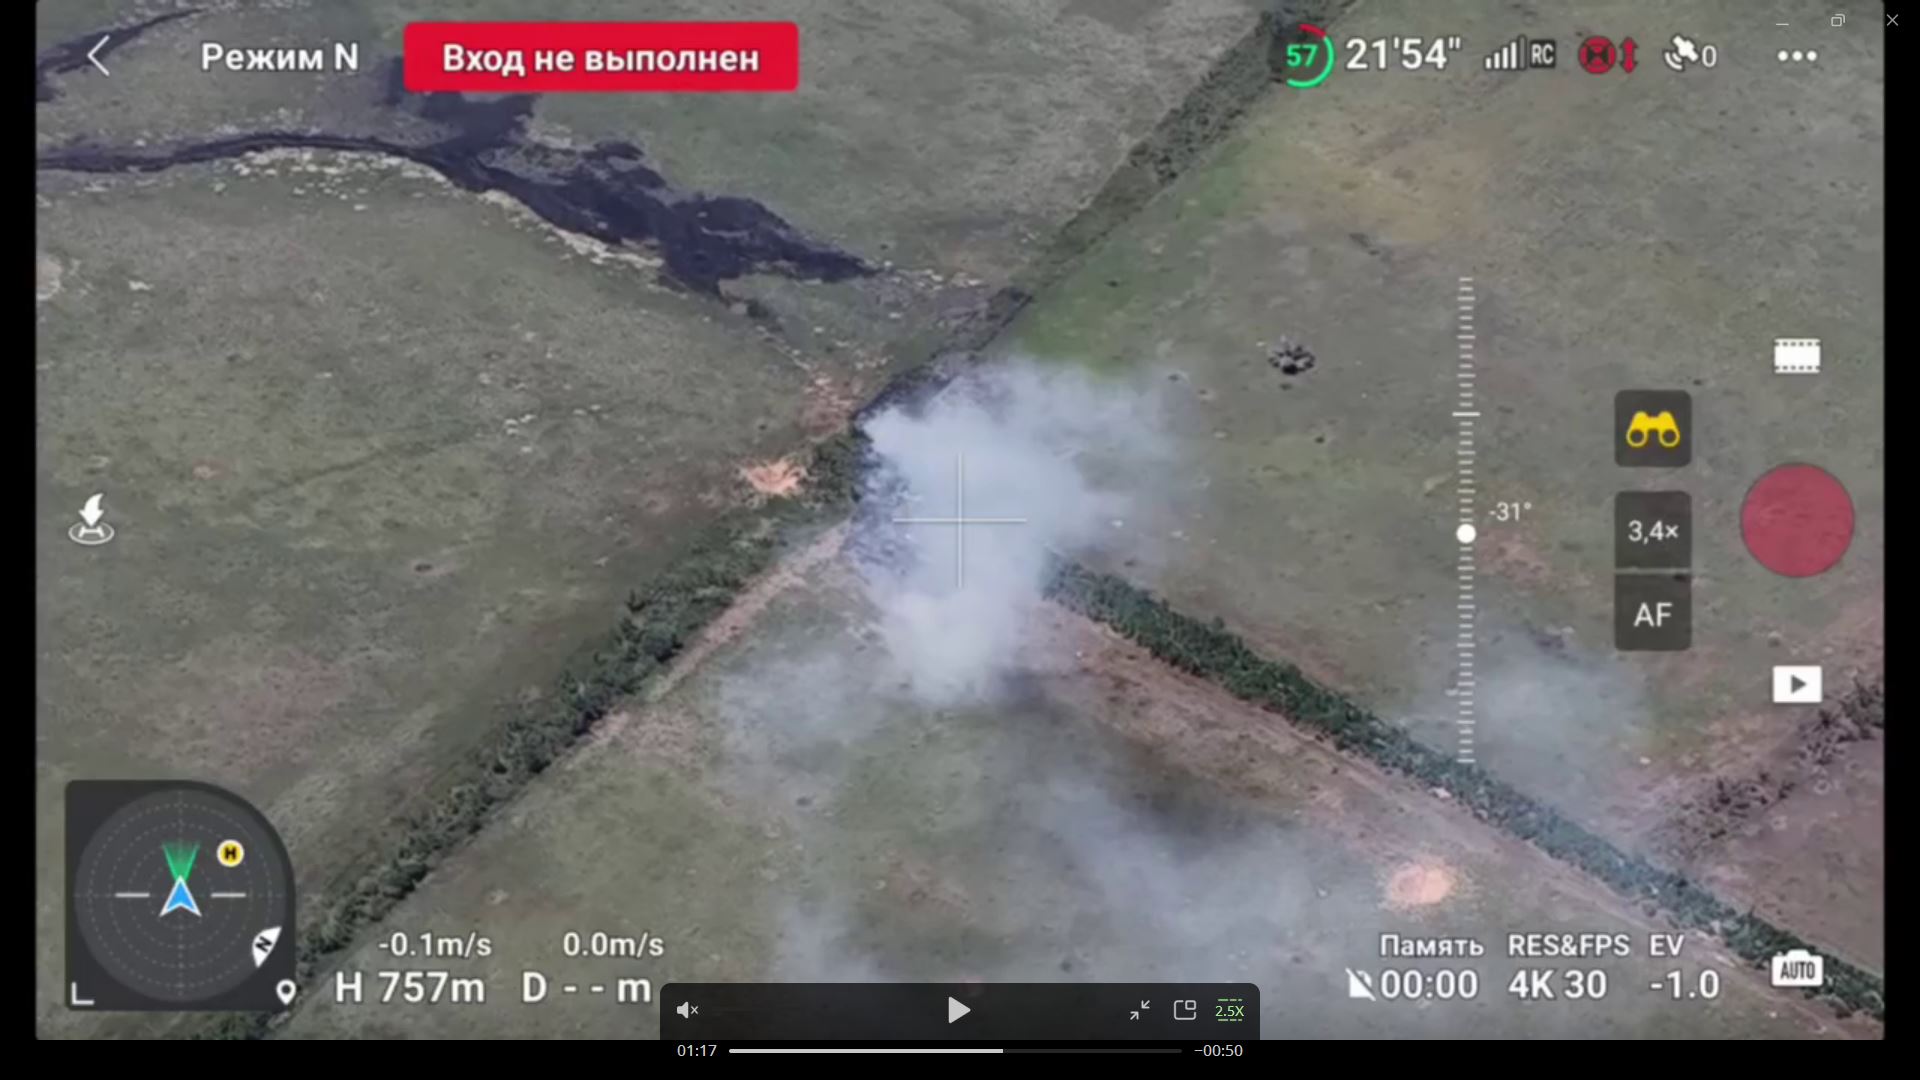 Режим N
Вход не выполнен
57
21'54"
RC
0
-31°
3,4×
AF
H
N
-0.1m/s
0.0m/s
H 757m
D - - m
Память
RES&FPS
EV
00:00
4K 30
-1.0
AUTO
2.5X
01:17
−00:50